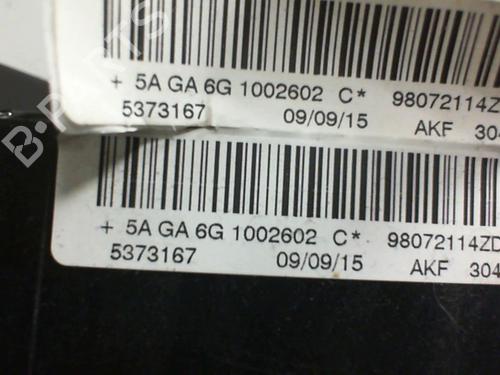 + 5A GA 6G 1002602 C* 98072114Z
5373167 09/09/15 AKF 304
+ 5A GA 6G 1002602 C* 98072114ZD
5373167 09/09/15 AKF 304